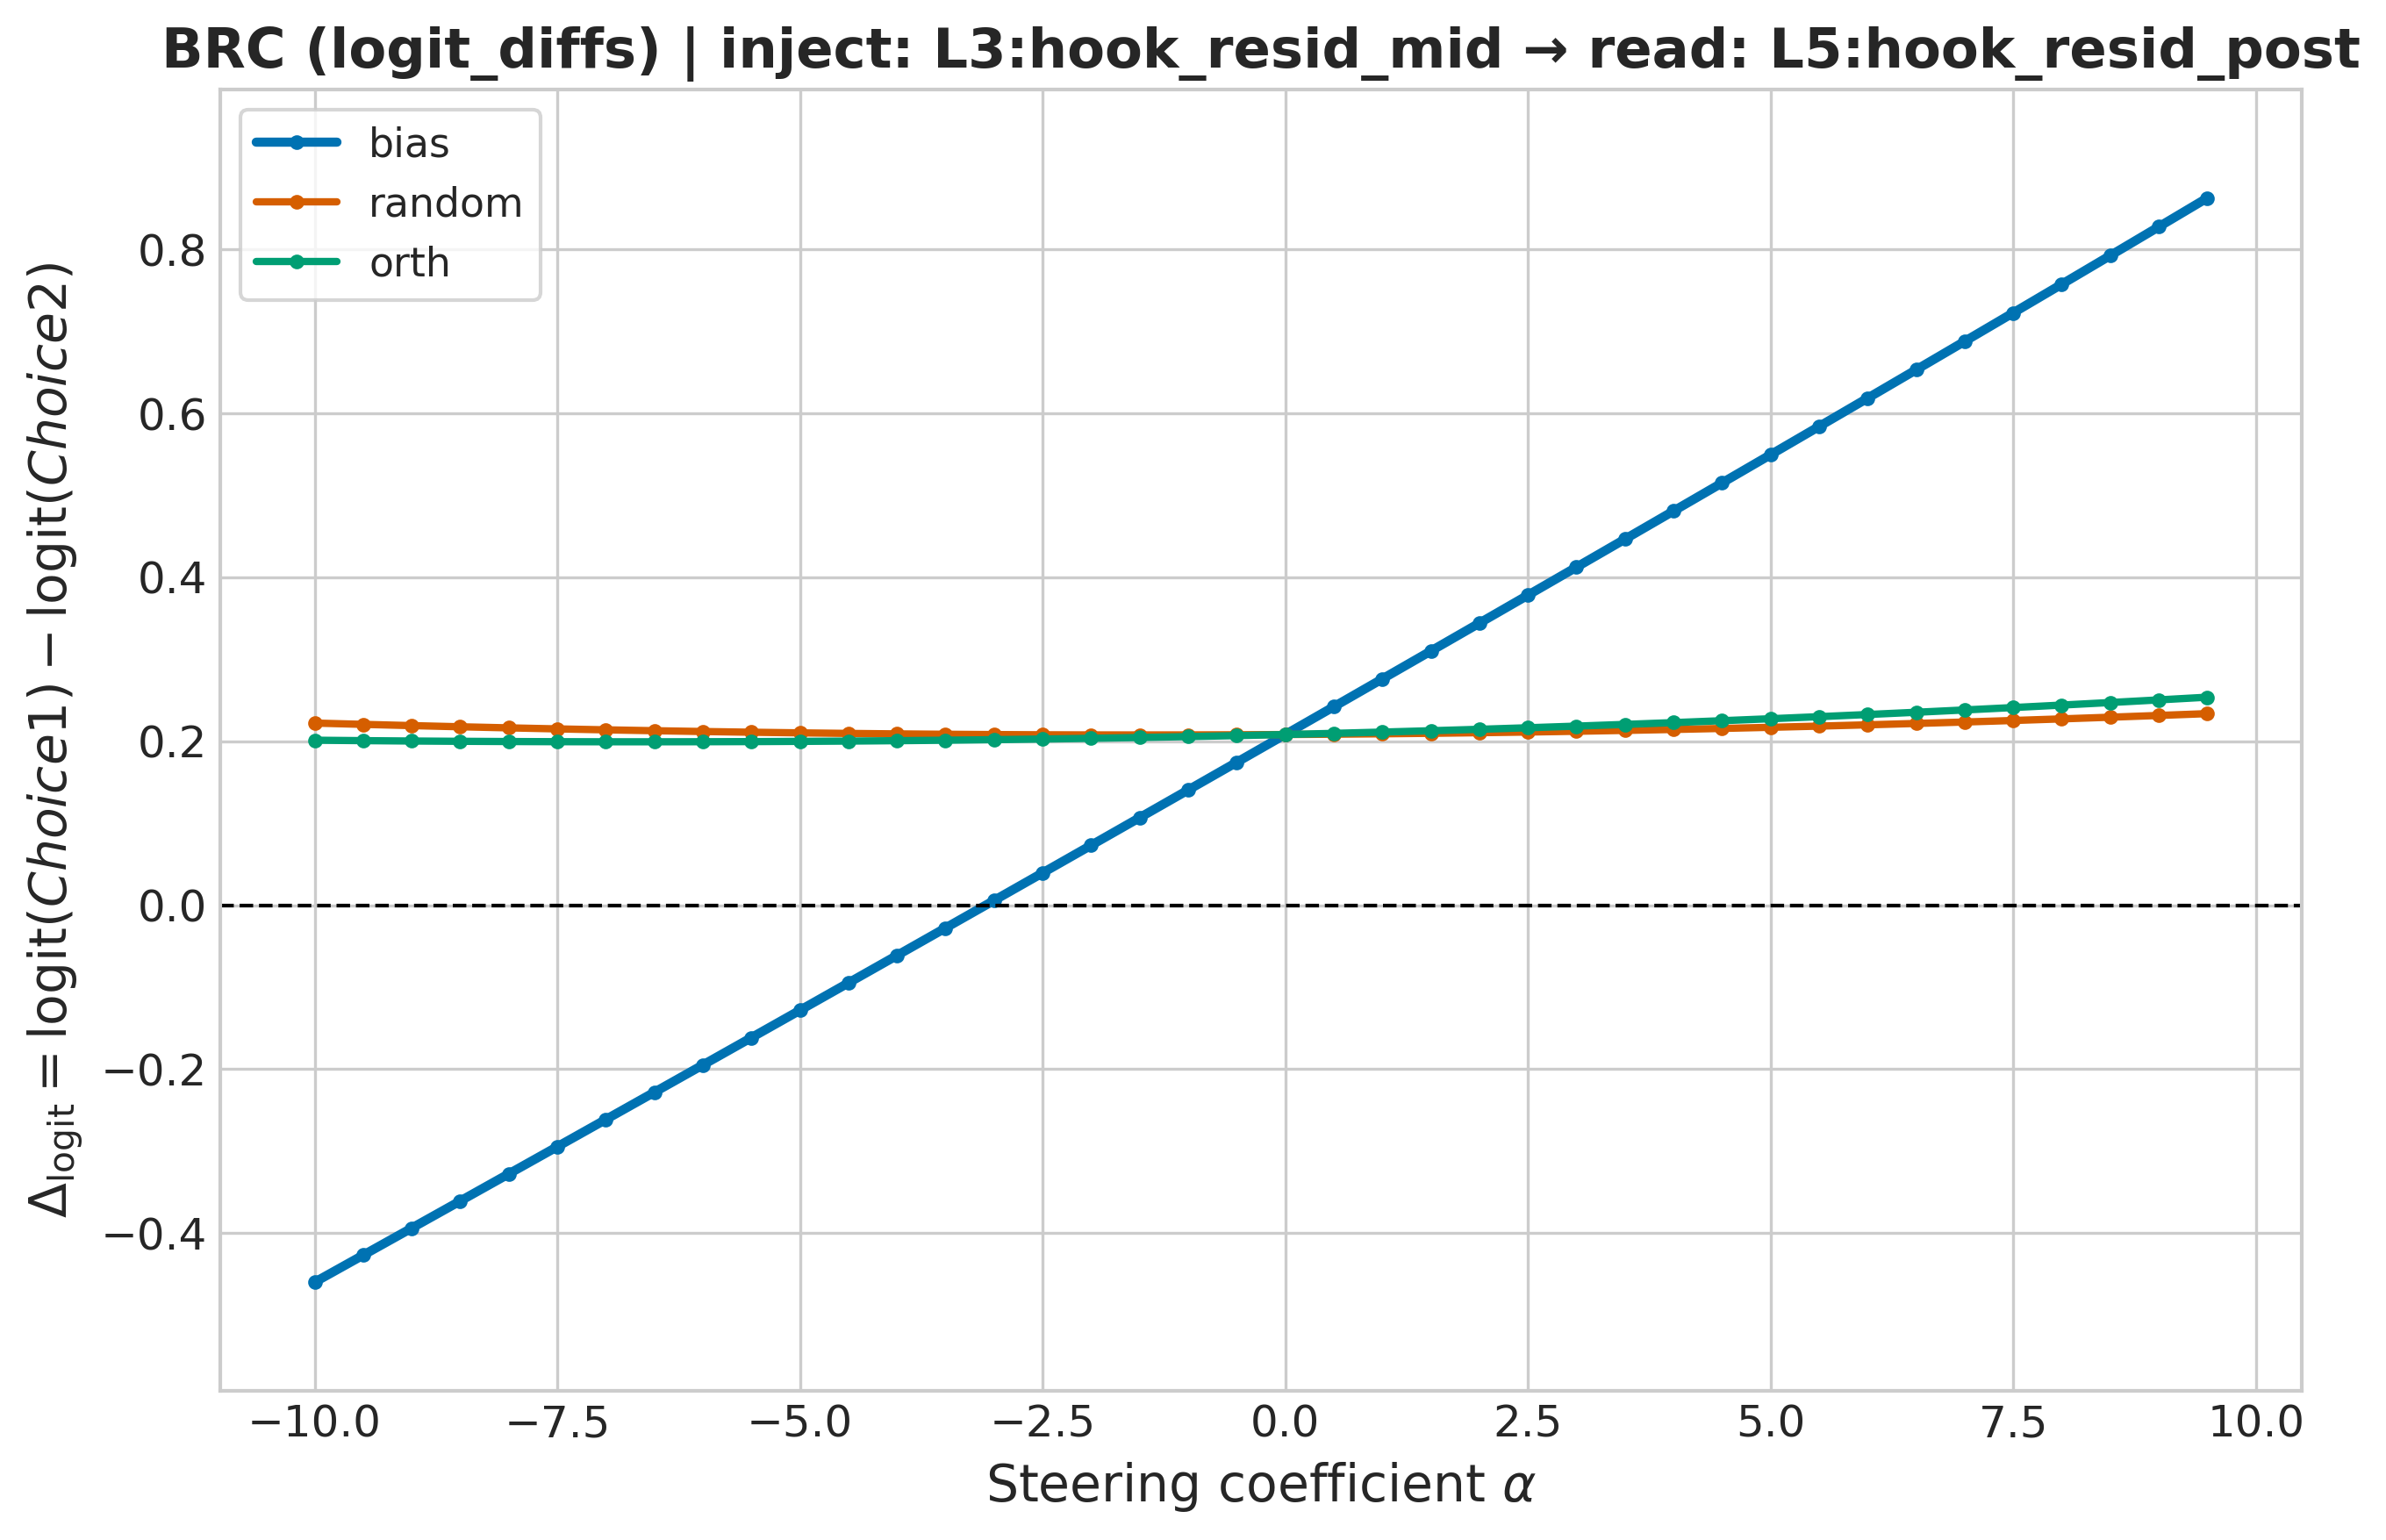 BRC (logit_diffs) | inject: L3:hook_resid_mid → read: L5:hook_resid_post
bias
random
orth
Δlogit = logit(Choice1) − logit(Choice2)
0.8
0.6
0.4
0.2
0.0
−0.2
−0.4
−10.0 −7.5 −5.0 −2.5 0.0 2.5 5.0 7.5 10.0
Steering coefficient α